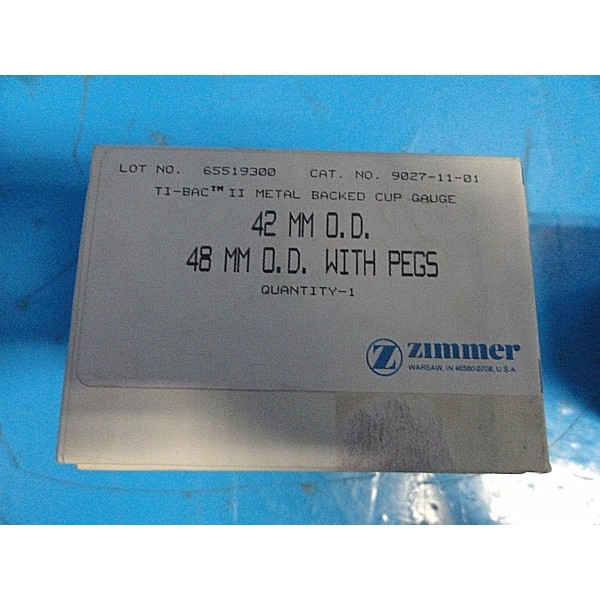 LOT NO. 65519300 CAT. NO. 9027-11-01
TI-BAC™ II METAL BACKED CUP GAUGE
42 MM O.D.
48 MM O.D. WITH PEGS
QUANTITY-1
Z zimmer
WARSAW, IN 46580-0708, U.S.A.